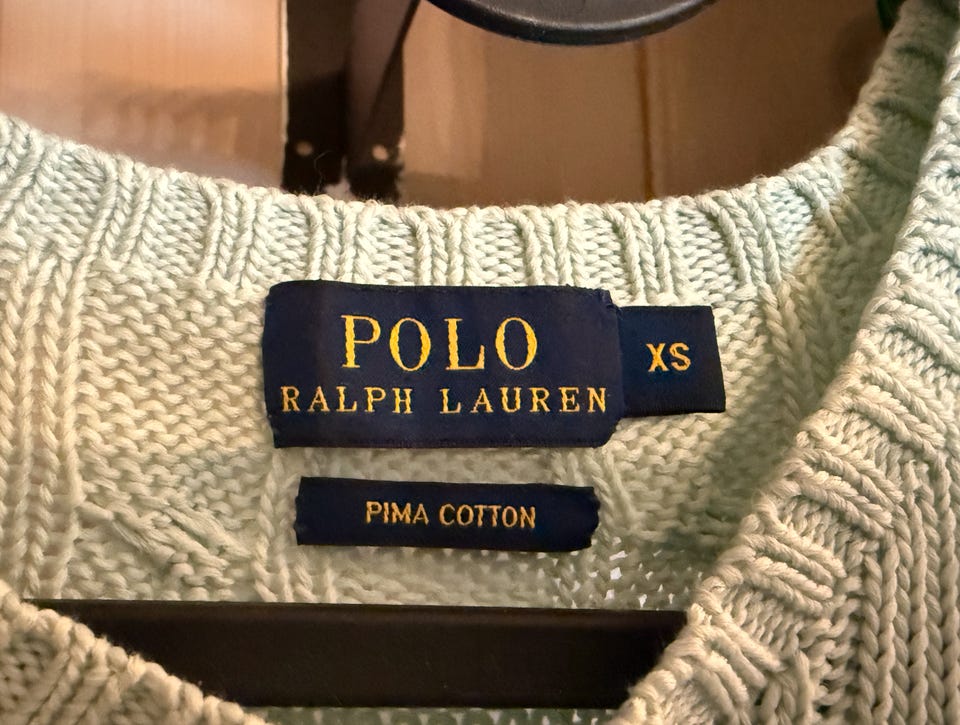 POLO
RALPH LAUREN
XS
PIMA COTTON